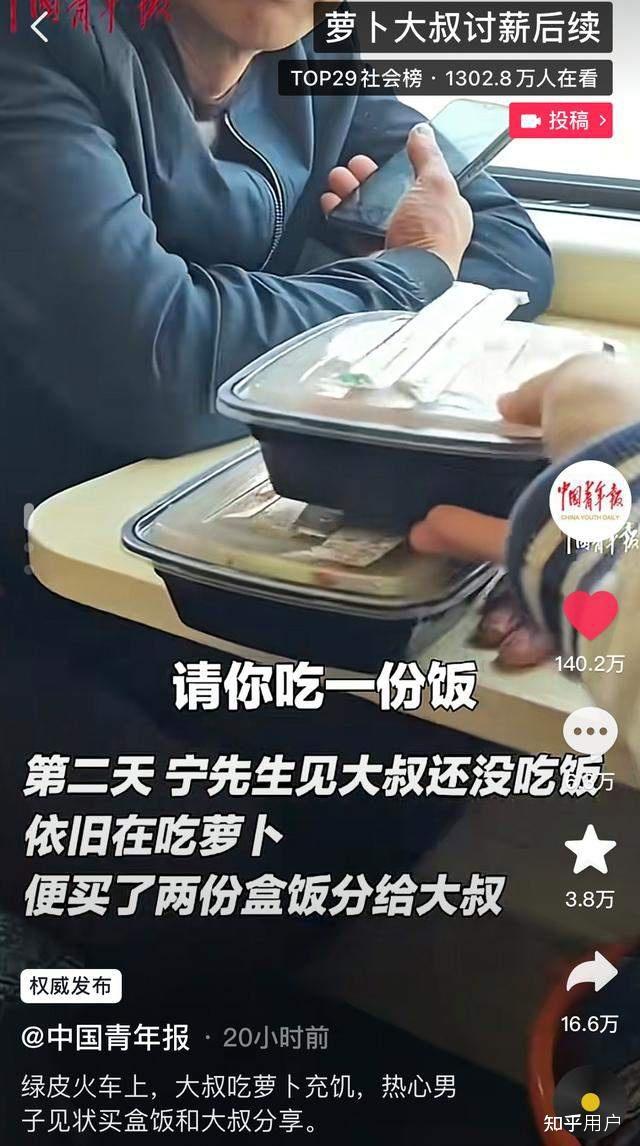 中国青年报
萝卜大叔讨薪后续
TOP29社会榜 · 1302.8万人在看
投稿
中国青年报
CHINA YOUTH DAILY
中国青年报
140.2万
请你吃一份饭
第二天 宁先生见大叔还没吃饭
依旧在吃萝卜
便买了两份盒饭分给大叔
3.8万
16.6万
权威发布
@中国青年报 · 20小时前
绿皮火车上，大叔吃萝卜充饥，热心男
子见状买盒饭和大叔分享。
知乎用户